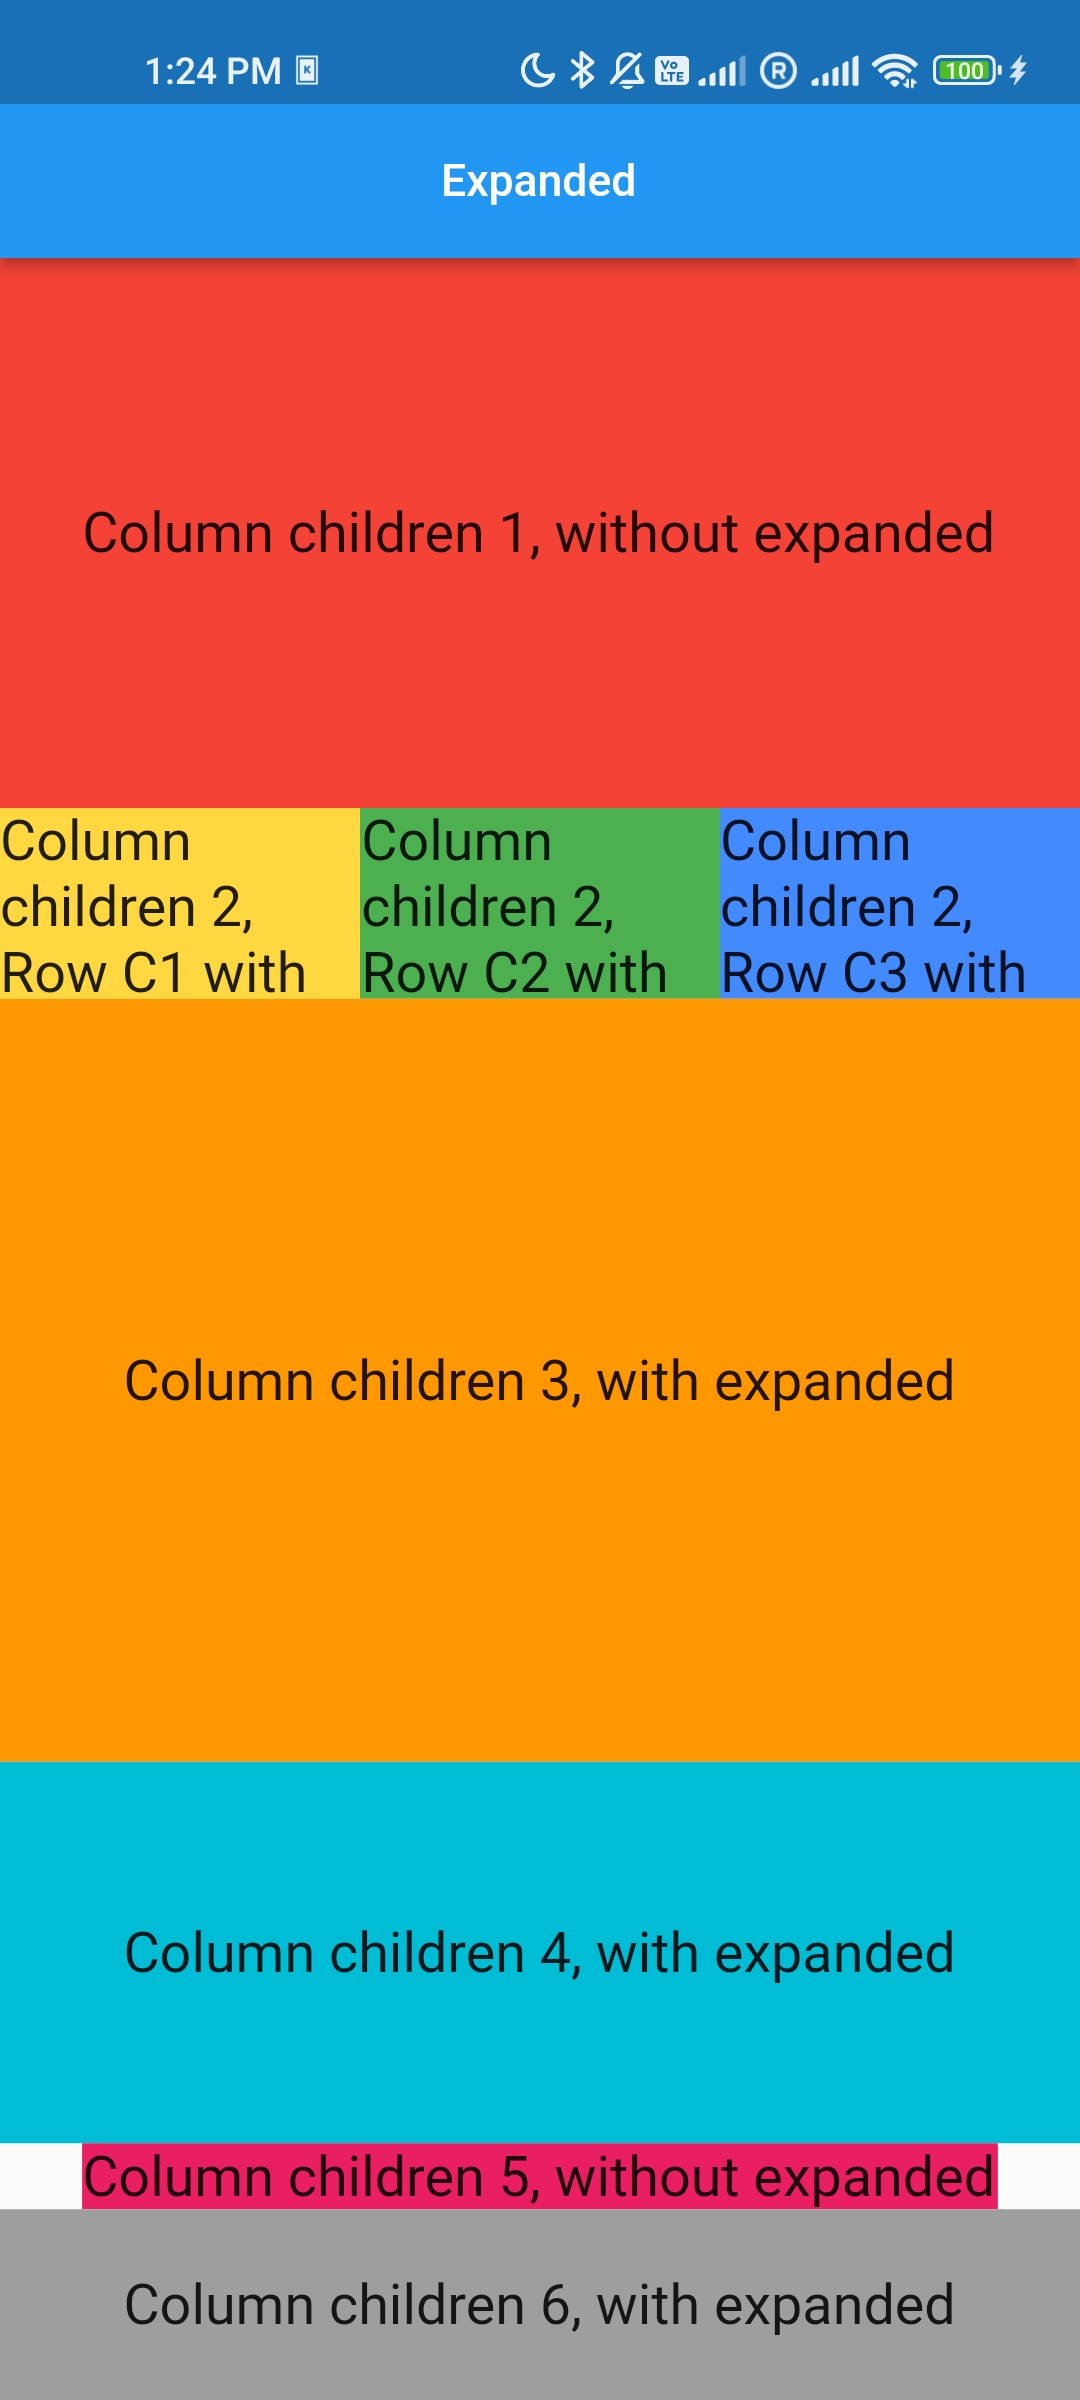 1:24 PM K Vo LTE R 100
Expanded
Column children 1, without expanded
Column
children 2,
Row C1 with
Column
children 2,
Row C2 with
Column
children 2,
Row C3 with
Column children 3, with expanded
Column children 4, with expanded
Column children 5, without expanded
Column children 6, with expanded